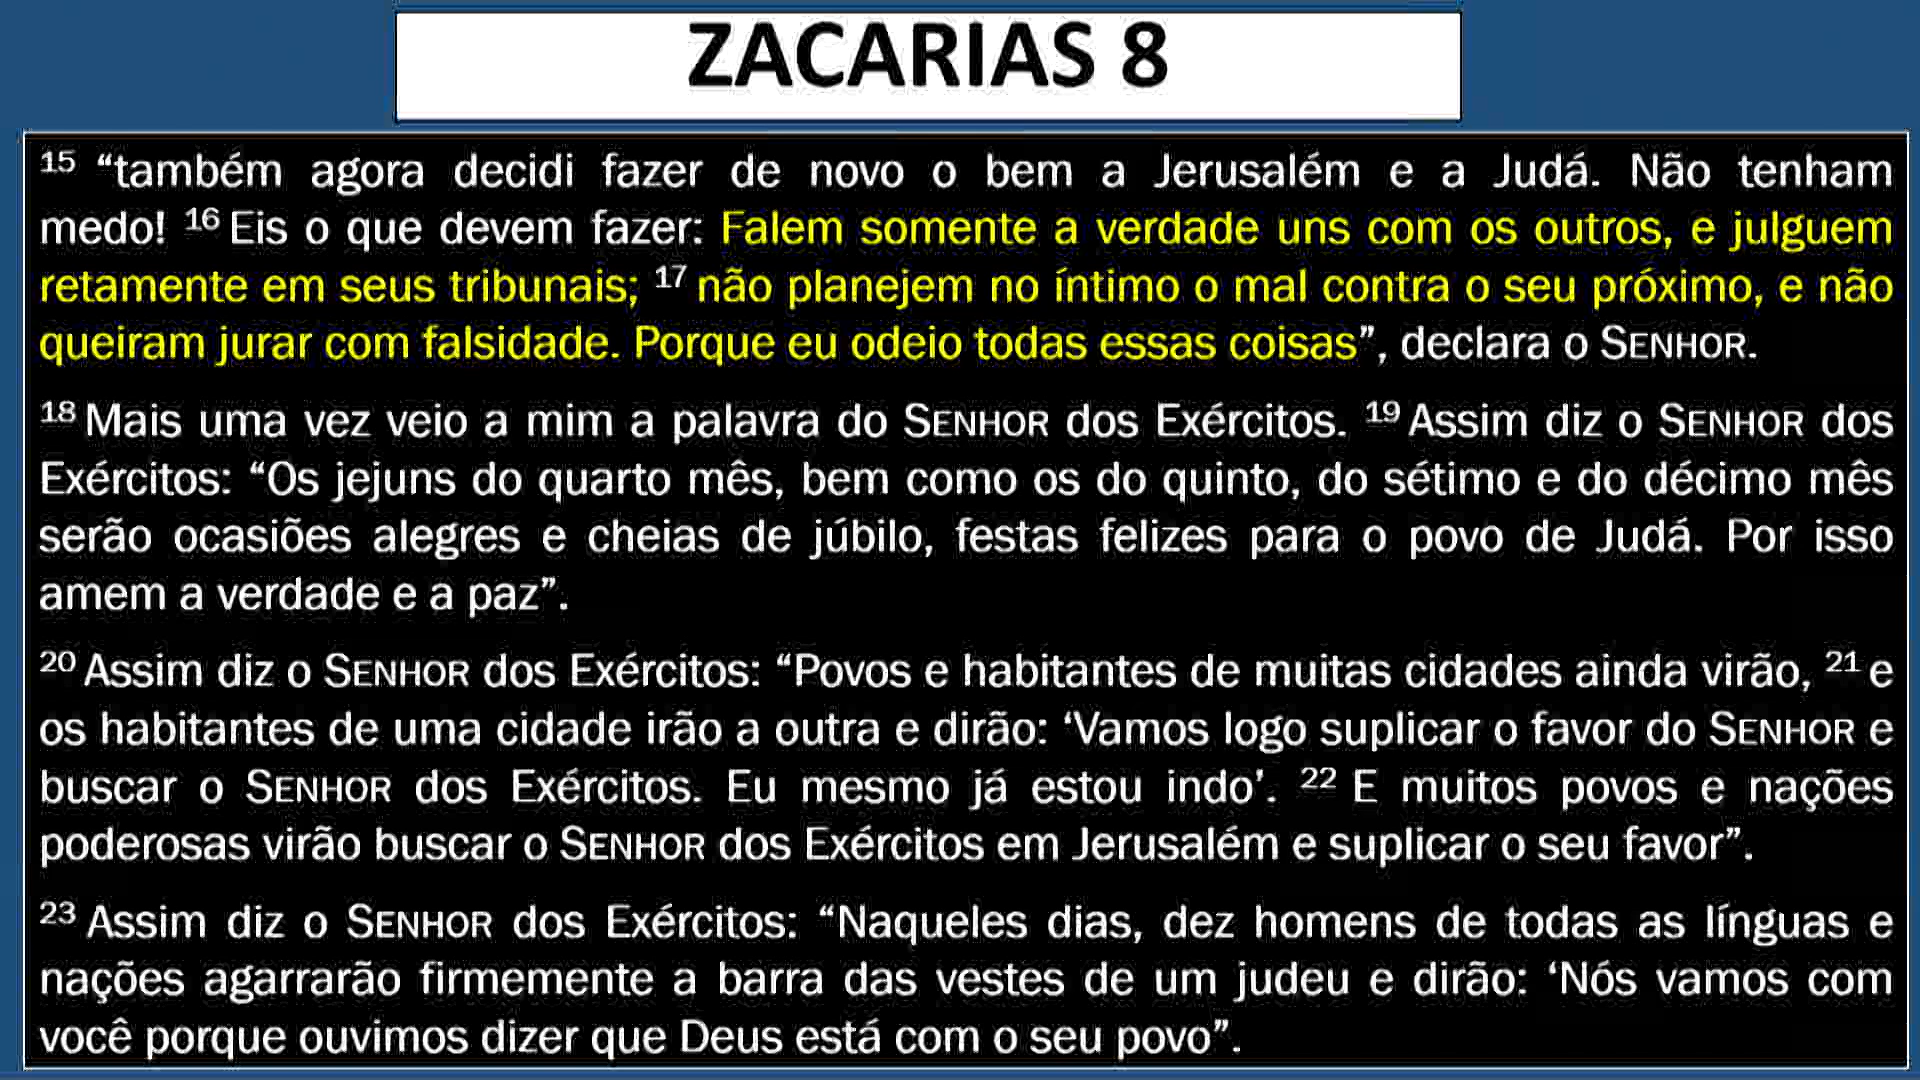 ZACARIAS 8
15 “também agora decidi fazer de novo o bem a Jerusalém e a Judá. Não tenham
medo! 16 Eis o que devem fazer: Falem somente a verdade uns com os outros, e julguem
retamente em seus tribunais; 17 não planejem no íntimo o mal contra o seu próximo, e não
queiram jurar com falsidade. Porque eu odeio todas essas coisas”, declara o SENHOR.
18 Mais uma vez veio a mim a palavra do SENHOR dos Exércitos. 19 Assim diz o SENHOR dos
Exércitos: “Os jejuns do quarto mês, bem como os do quinto, do sétimo e do décimo mês
serão ocasiões alegres e cheias de júbilo, festas felizes para o povo de Judá. Por isso
amem a verdade e a paz”.
20 Assim diz o SENHOR dos Exércitos: “Povos e habitantes de muitas cidades ainda virão, 21 e
os habitantes de uma cidade irão a outra e dirão: ‘Vamos logo suplicar o favor do SENHOR e
buscar o SENHOR dos Exércitos. Eu mesmo já estou indo’. 22 E muitos povos e nações
poderosas virão buscar o SENHOR dos Exércitos em Jerusalém e suplicar o seu favor”.
23 Assim diz o SENHOR dos Exércitos: “Naqueles dias, dez homens de todas as línguas e
nações agarrarão firmemente a barra das vestes de um judeu e dirão: ‘Nós vamos com
você porque ouvimos dizer que Deus está com o seu povo”.